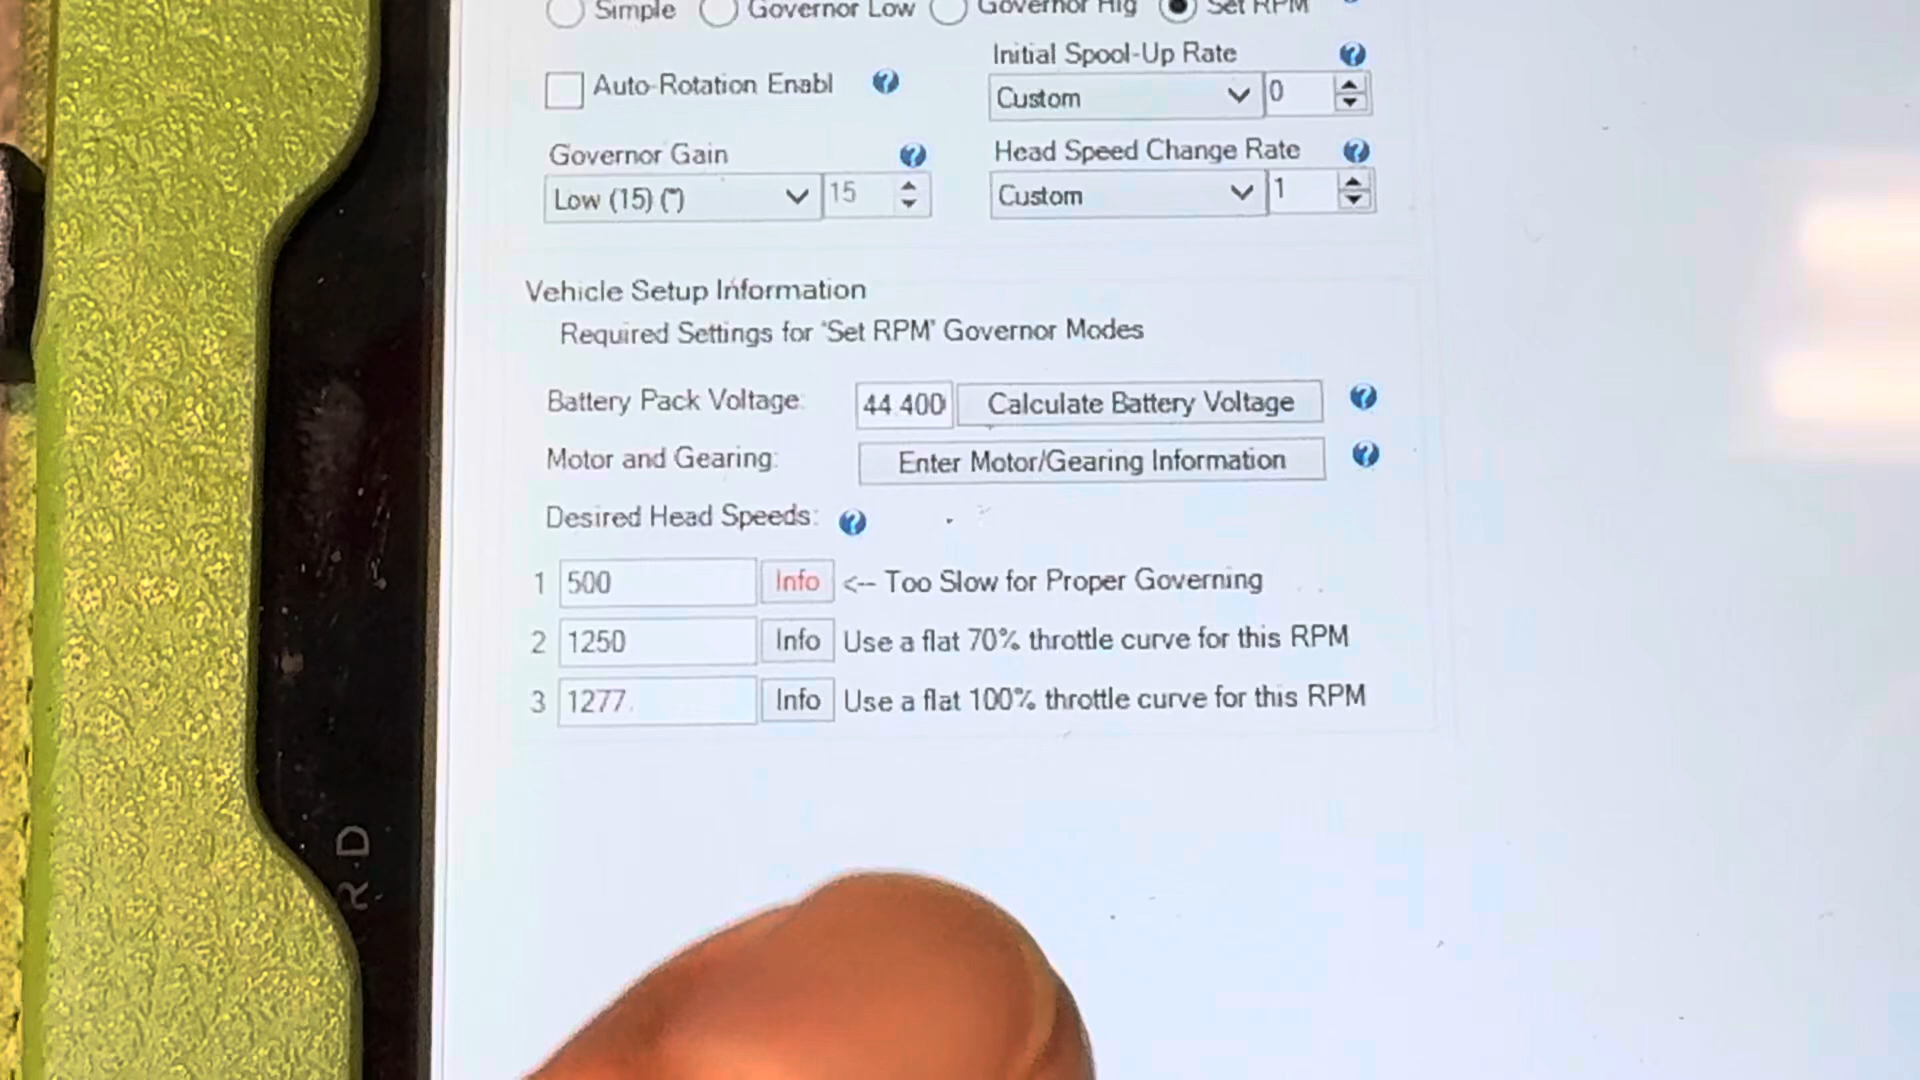 Simple Governor Low Governor Hig Set RPM
Auto-Rotation Enabl
Initial Spool-Up Rate
Custom 0
Governor Gain
Low (15) (*) 15
Head Speed Change Rate
Custom 1
Vehicle Setup Information
Required Settings for 'Set RPM' Governor Modes
Battery Pack Voltage: 44.400 Calculate Battery Voltage
Motor and Gearing: Enter Motor/Gearing Information
Desired Head Speeds:
1 500 Info <-- Too Slow for Proper Governing
2 1250 Info Use a flat 70% throttle curve for this RPM
3 1277 Info Use a flat 100% throttle curve for this RPM